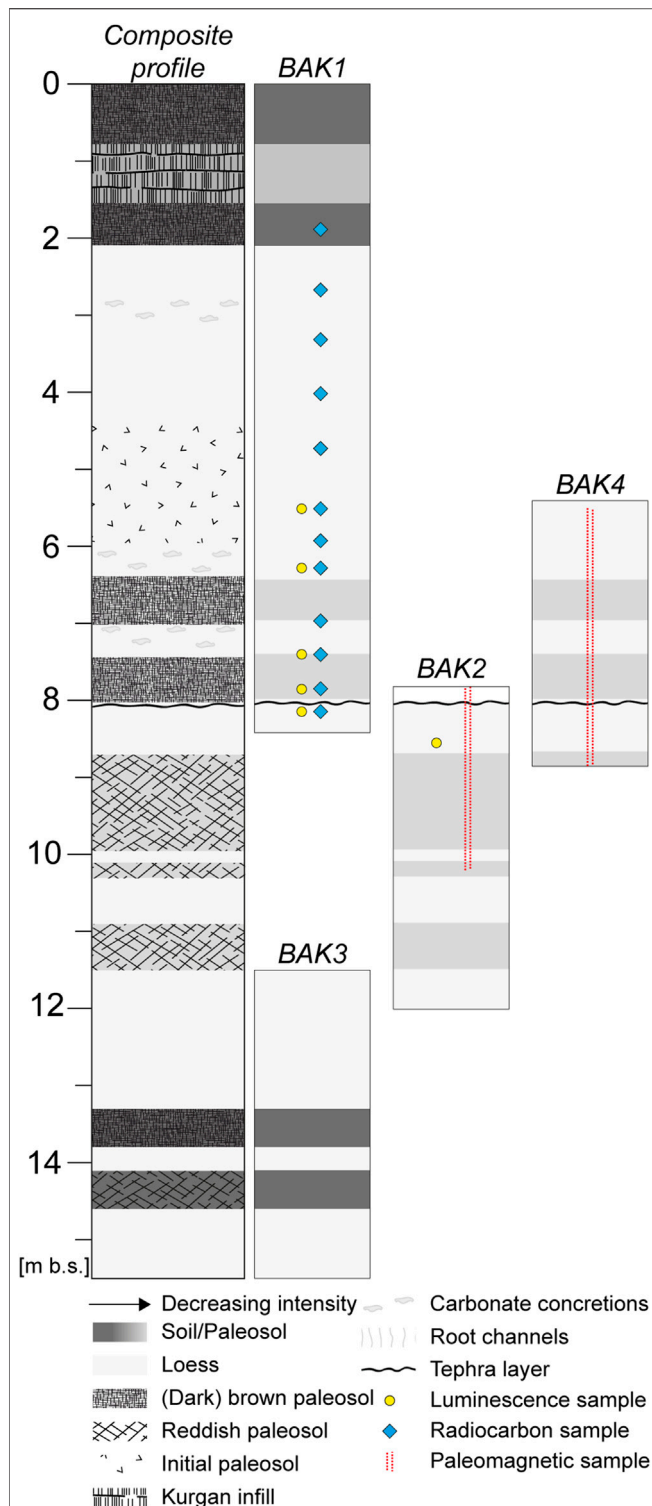 Composite
profile
BAK1
0
2
4
BAK4
6
BAK2
8
10
BAK3
12
14
[m b.s.]
Decreasing intensity
Soil/Paleosol
Loess
(Dark) brown paleosol
Reddish paleosol
Initial paleosol
Kurgan infill
Carbonate concretions
Root channels
Tephra layer
Luminescence sample
Radiocarbon sample
Paleomagnetic sample